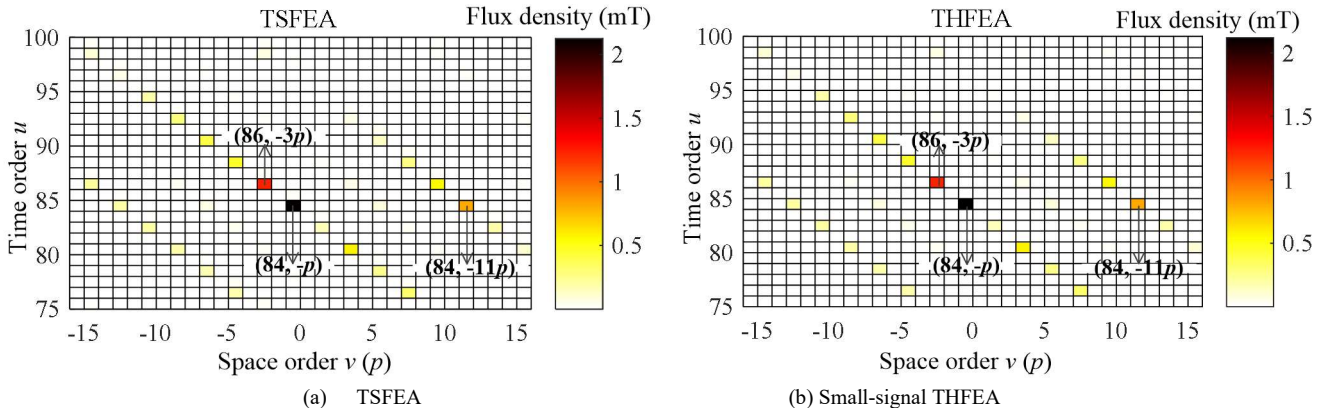 TSFEA
Flux density (mT)
100
95
90
85
80
75
Time order u
(86, -3p)
(84, -p)
(84, -11p)
-15 -10 -5 0 5 10 15
Space order v (p)
2
1.5
1
0.5
(a) TSFEA
THFEA
Flux density (mT)
100
95
90
85
80
75
Time order u
(86, -3p)
(84, -p)
(84, -11p)
-15 -10 -5 0 5 10 15
Space order v (p)
2
1.5
1
0.5
(b) Small-signal THFEA